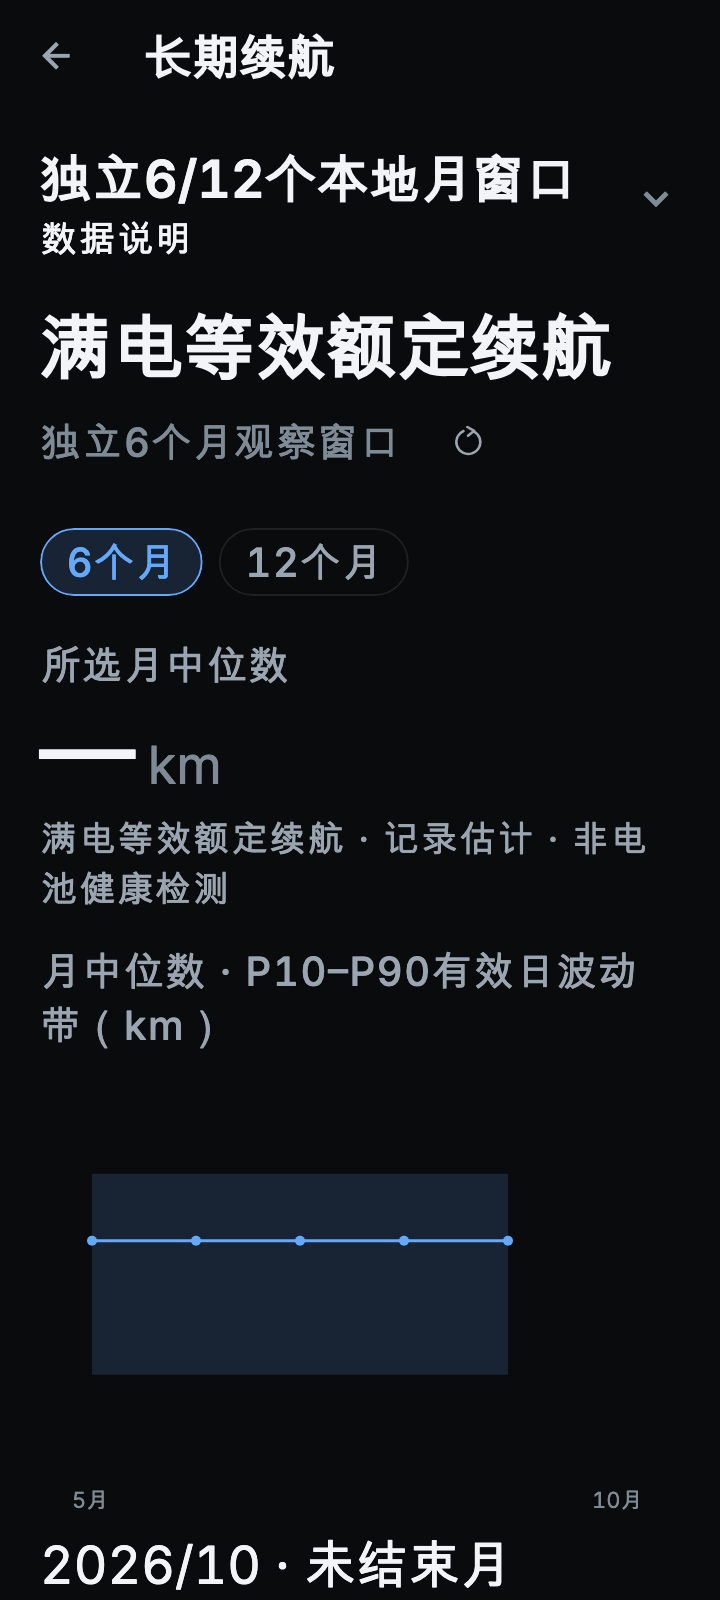 长期续航
独立6/12个本地月窗口
数据说明
满电等效额定续航
独立6个月观察窗口
6个月
12个月
所选月中位数
— km
满电等效额定续航 · 记录估计 · 非电
池健康检测
月中位数 · P10–P90有效日波动
带（km）
5月
10月
2026/10 · 未结束月